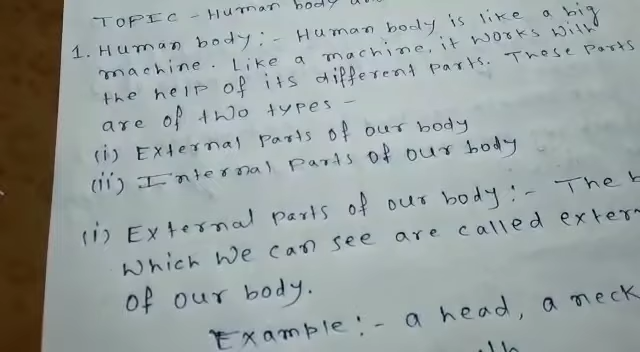 TOPIC - Human body
1. Human body :- Human body is like a big
machine. Like a machine, it works with
the help of its different parts. These parts
are of two types -
(i) External parts of our body
(ii) Internal parts of our body
(i) External parts of our body :- The
which we can see are called
of our body.
Example :- a head, a neck